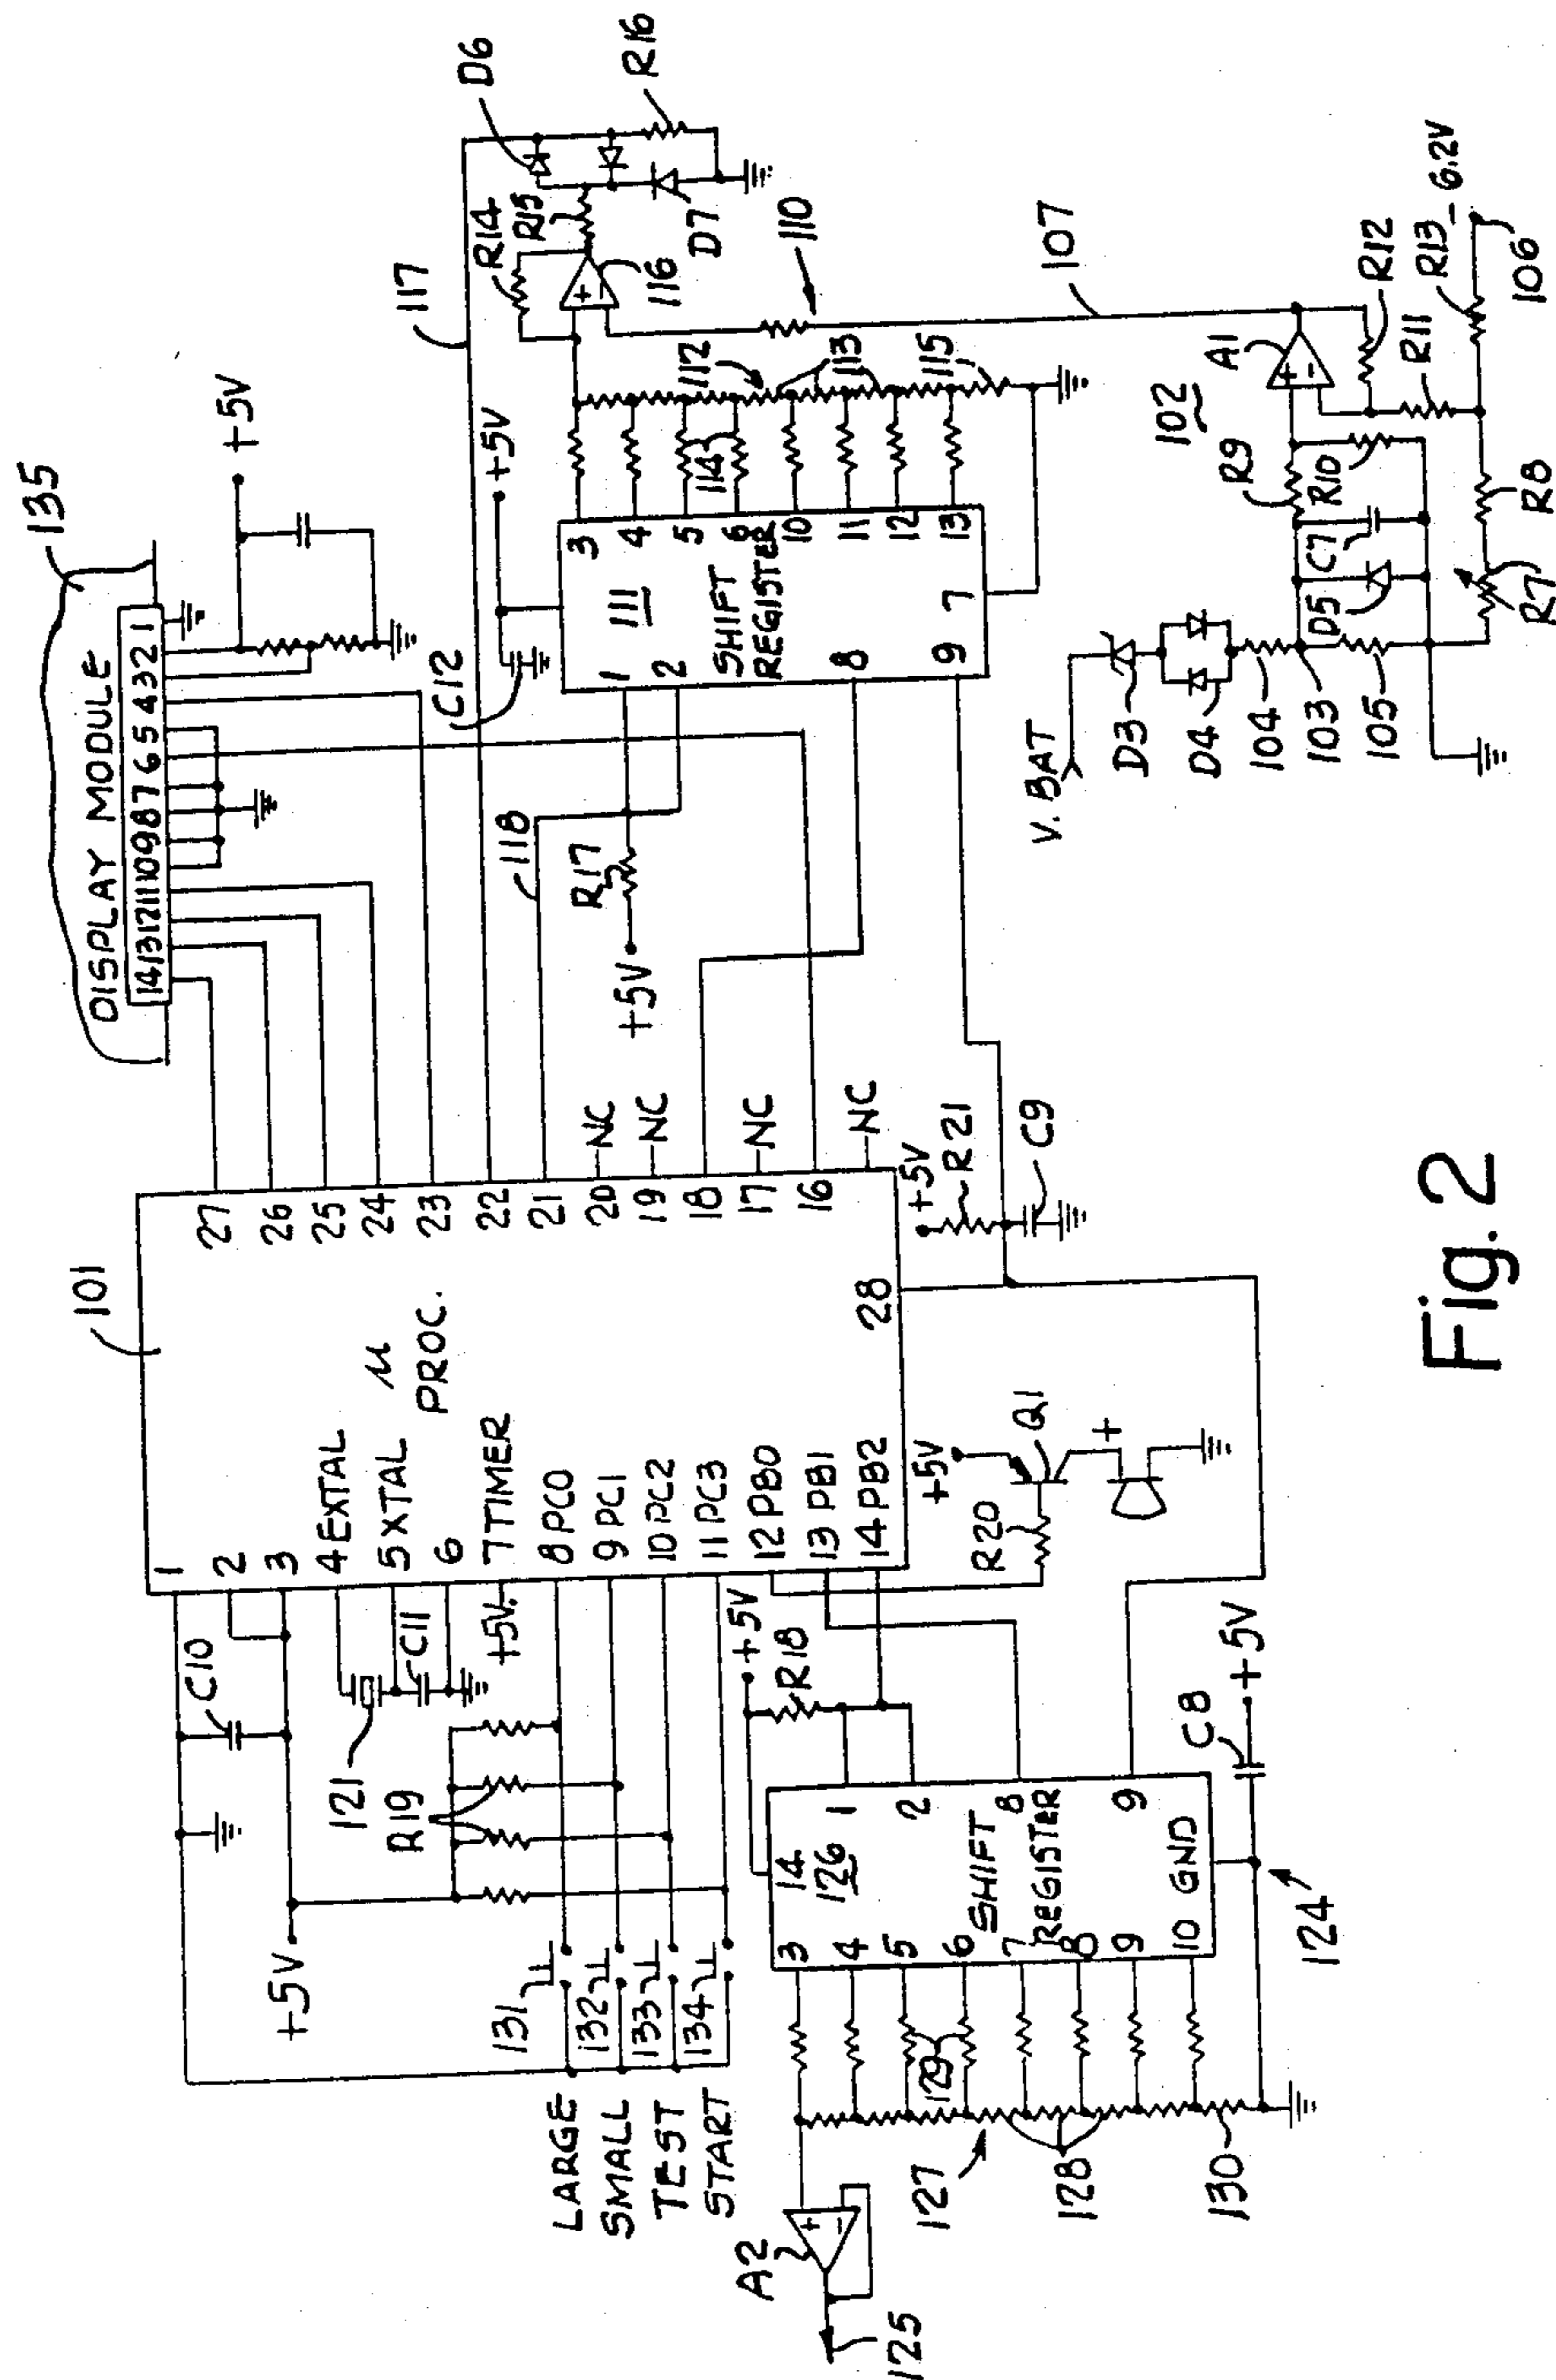 135
DISPLAY MODULE
14 13 12 11 10 9 8 7 6 5 4 3 2 1
+5V
101
μ
PROC.
1
2
3
4 EXTAL
5 XTAL
6
7 TIMER
8 PC0
9 PC1
10 PC2
11 PC3
12 PB0
13 PB1
14 PB2
27
26
25
24
23
22
21
20
19
18
17
16
28
NC
NC
NC
NC
C10
C11
121
R19
+5V
+5V
131
132
133
134
LARGE
SMALL
TEST
START
117
118
C12
+5V
R17
+5V
111
SHIFT
REGISTER
1
2
8
9
3
4
5
6
10
11
12
13
7
112
113
114
115
110
R14
R15
116
D6
D7
R16
107
102
A1
R9
R10
R11
R12
R13
-6.2V
106
R8
R7
C7
D5
V. BAT
D3
D4
104
103
105
+5V
R21
C9
+5V
R20
Q1
+
+5V
R18
14
126
SHIFT
REGISTER
1
2
8
9
3
4
5
6
7
8
9
10 GND
C8
+5V
124
129
127
128
130
A2
125
Fig. 2